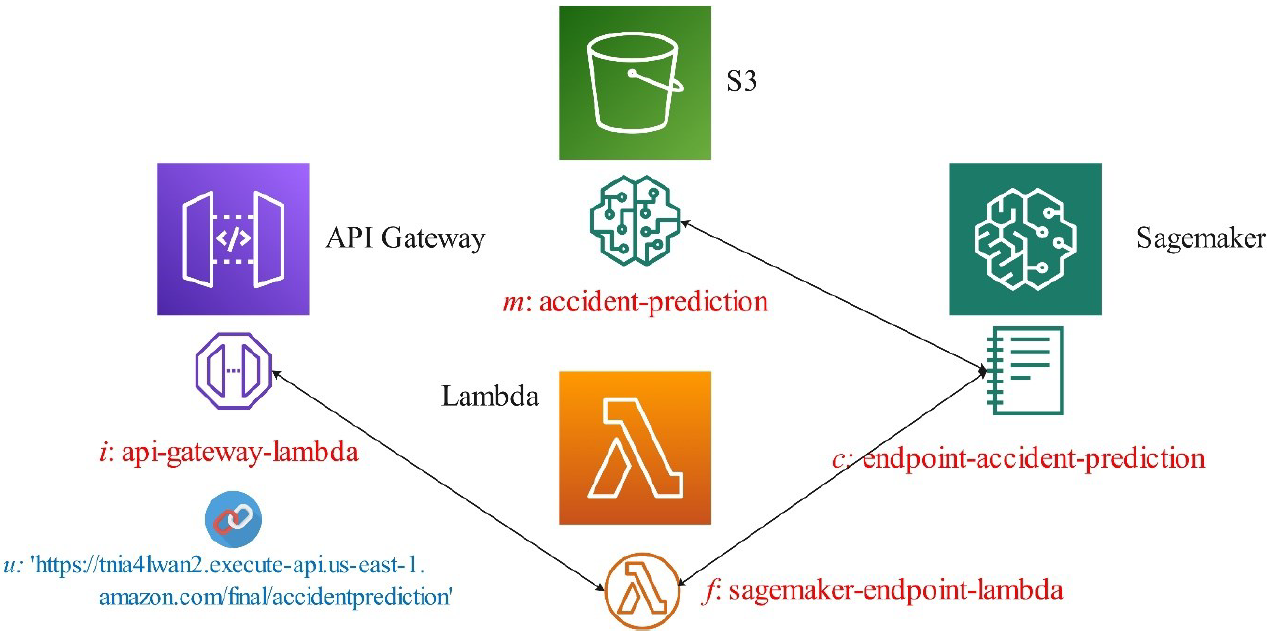 S3
API Gateway
Sagemaker
m: accident-prediction
Lambda
i: api-gateway-lambda
c: endpoint-accident-prediction
u: 'https://tnia4lwan2.execute-api.us-east-1.
amazon.com/final/accidentprediction'
f: sagemaker-endpoint-lambda